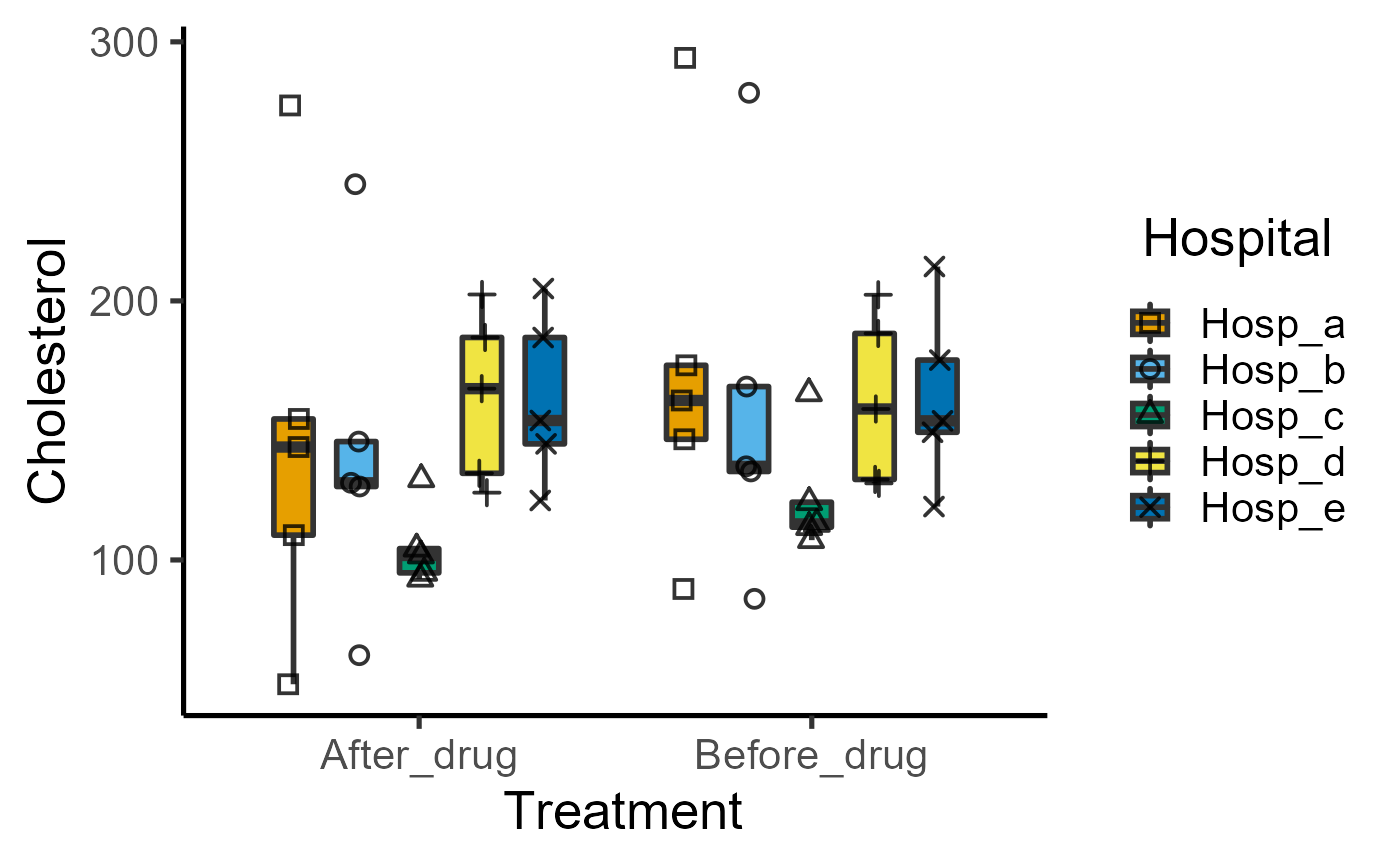 300
200
100
Cholesterol
After_drug
Before_drug
Treatment
Hospital
Hosp_a
Hosp_b
Hosp_c
Hosp_d
Hosp_e